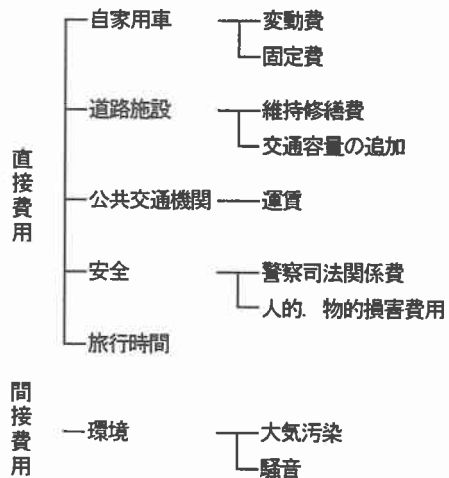 直接費用
自家用車
変動費
固定費
道路施設
維持修繕費
交通容量の追加
公共交通機関
運賃
安全
警察司法関係費
人的. 物的損害費用
旅行時間
間接費用
環境
大気汚染
騒音